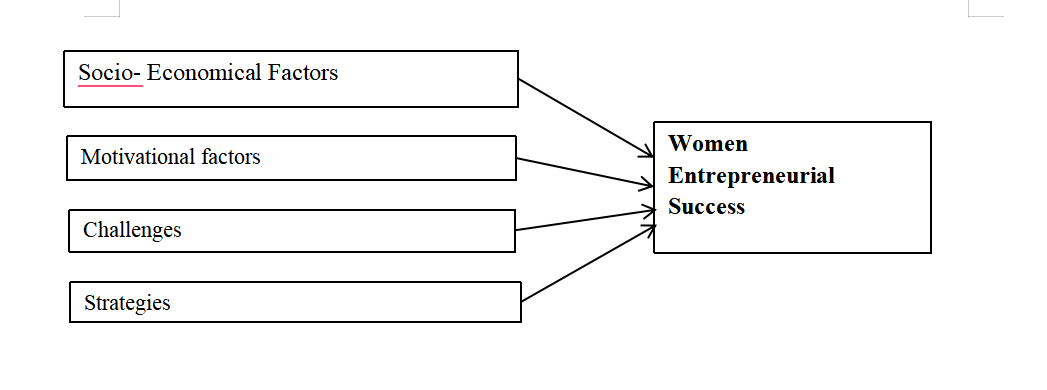 Socio- Economical Factors
Motivational factors
Challenges
Strategies
Women
Entrepreneurial
Success